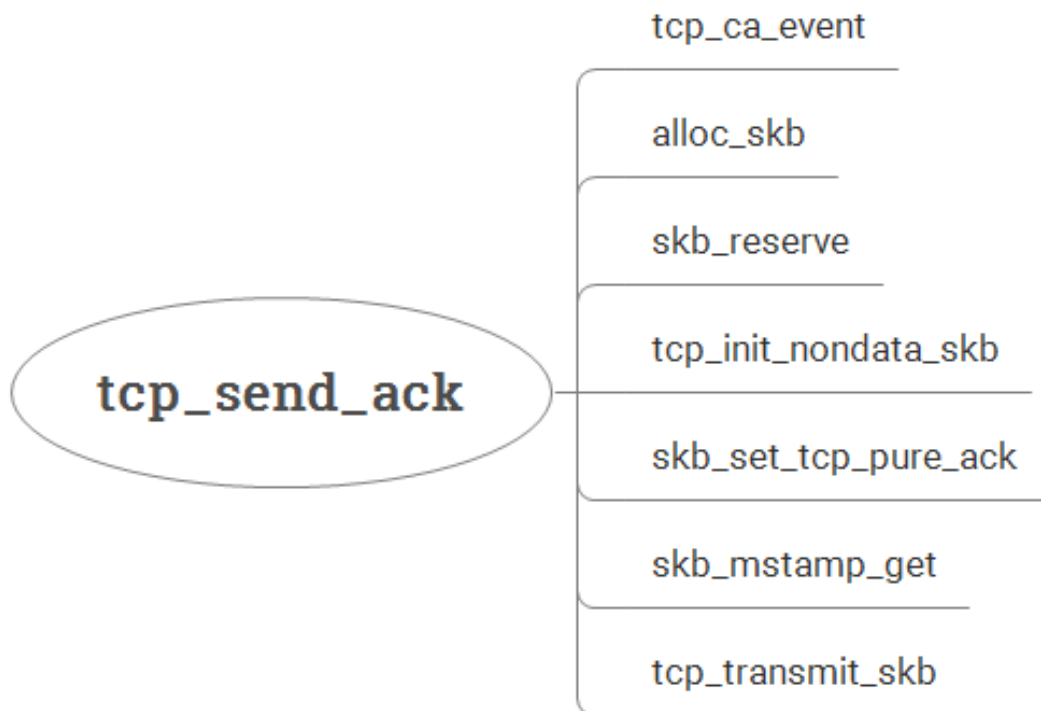 tcp_ca_event
alloc_skb
skb_reserve
tcp_init_nondata_skb
tcp_send_ack
skb_set_tcp_pure_ack
skb_mstamp_get
tcp_transmit_skb